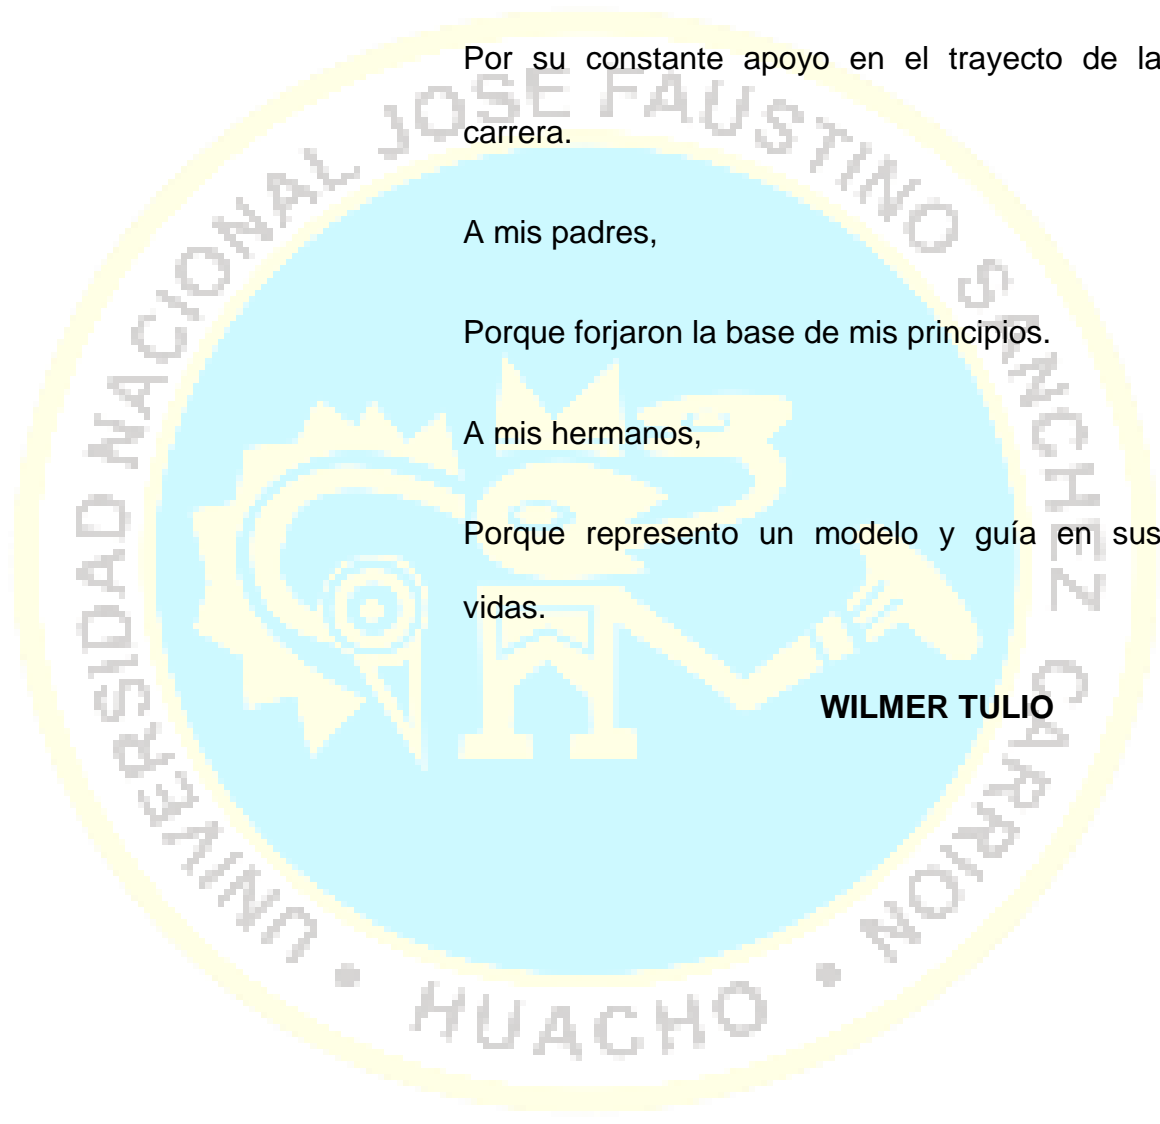 Por su constante apoyo en el trayecto de la
carrera.
A mis padres,
Porque forjaron la base de mis principios.
A mis hermanos,
Porque represento un modelo y guía en sus
vidas.
WILMER TULIO
UNIVERSIDAD NACIONAL JOSE FAUSTINO SANCHEZ CARRION
• HUACHO •